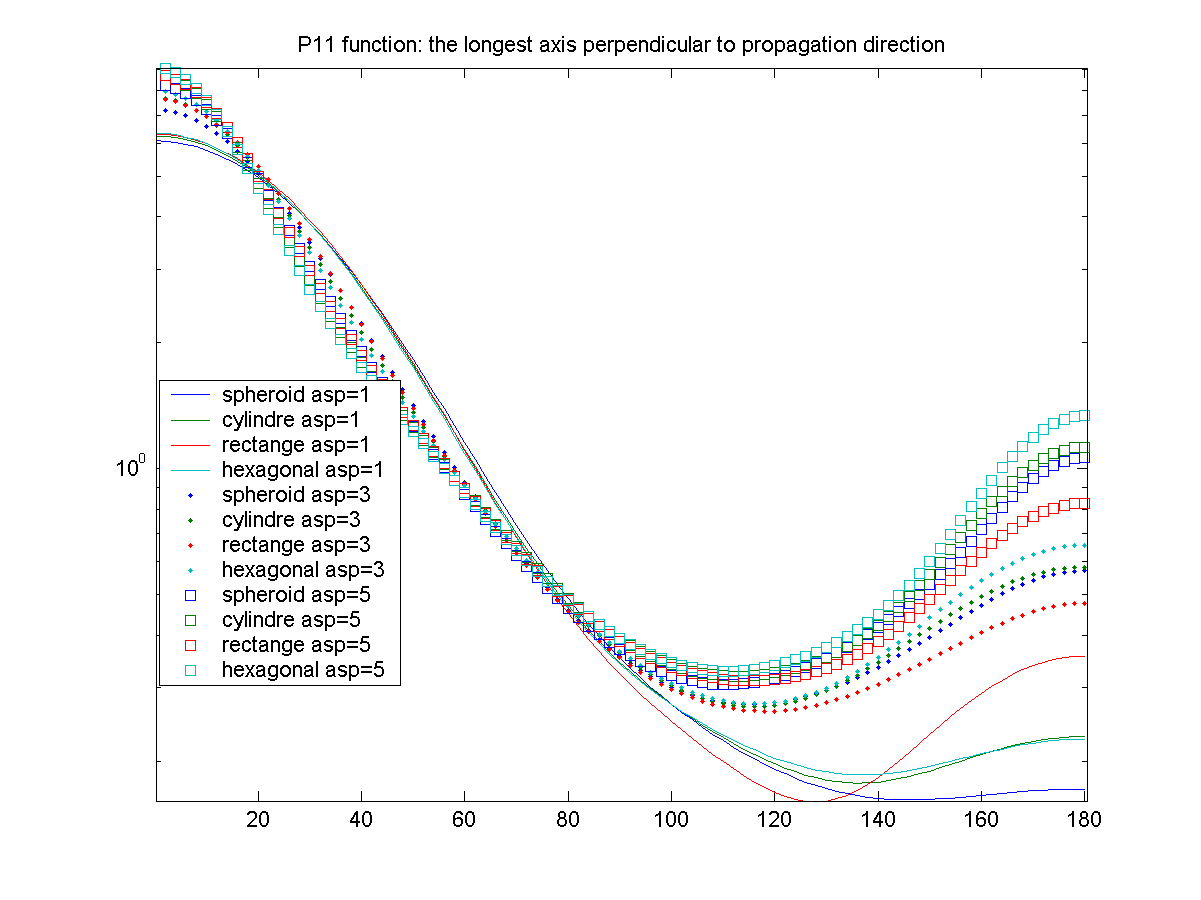 P11 function: the longest axis perpendicular to propagation direction
10^0
spheroid asp=1
cylindre asp=1
rectange asp=1
hexagonal asp=1
spheroid asp=3
cylindre asp=3
rectange asp=3
hexagonal asp=3
spheroid asp=5
cylindre asp=5
rectange asp=5
hexagonal asp=5
20 40 60 80 100 120 140 160 180